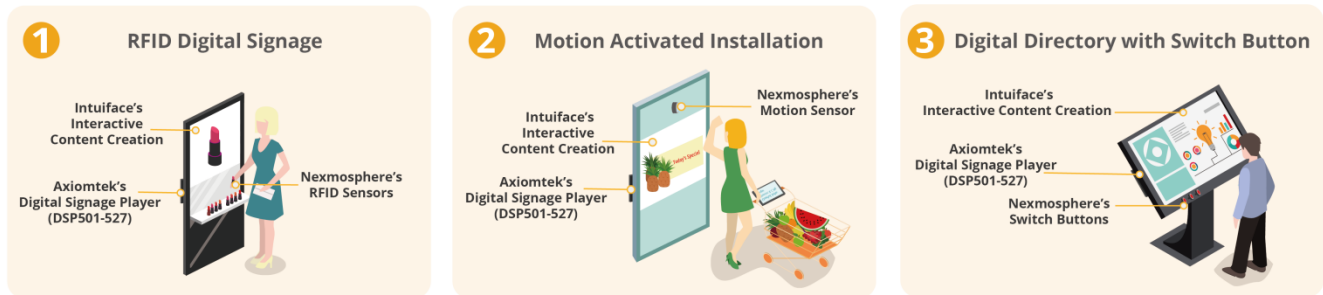 1 RFID Digital Signage
Intuiface's
Interactive
Content Creation
Axiomtek's
Digital Signage Player
(DSP501-527)
Nexmosphere's
RFID Sensors
2 Motion Activated Installation
Nexmosphere's
Motion Sensor
Intuiface's
Interactive
Content Creation
Today's Special
Axiomtek's
Digital Signage Player
(DSP501-527)
3 Digital Directory with Switch Button
Intuiface's
Interactive Content Creation
Axiomtek's
Digital Signage Player
(DSP501-527)
Nexmosphere's
Switch Buttons